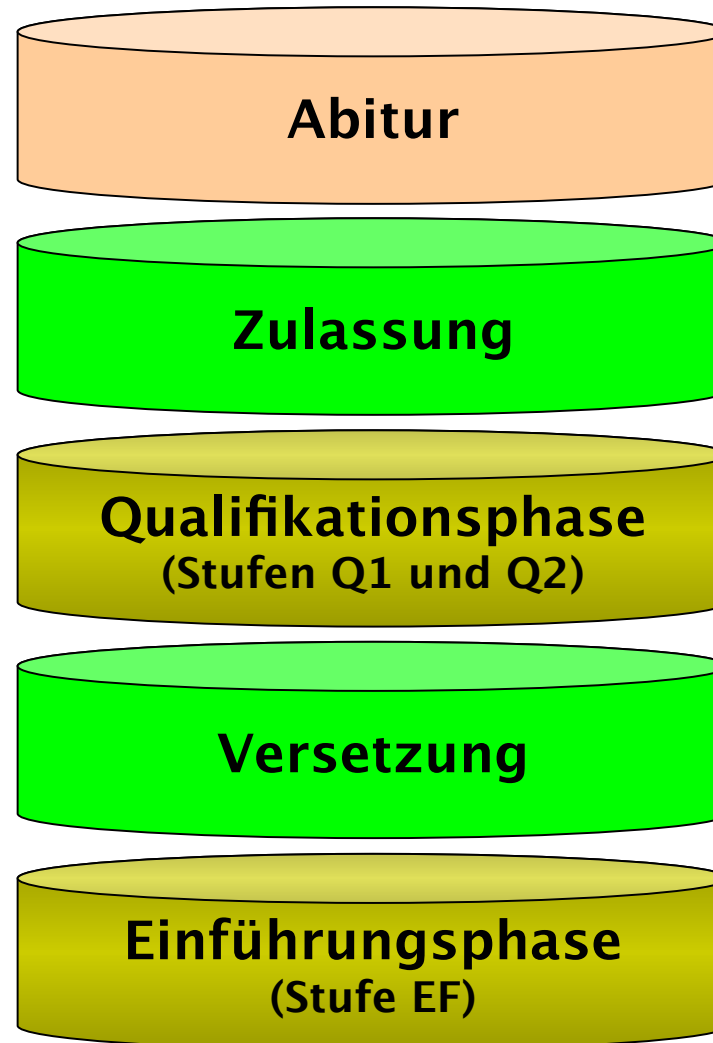 Abitur
Zulassung
Qualifikationsphase
(Stufen Q1 und Q2)
Versetzung
Einführungsphase
(Stufe EF)